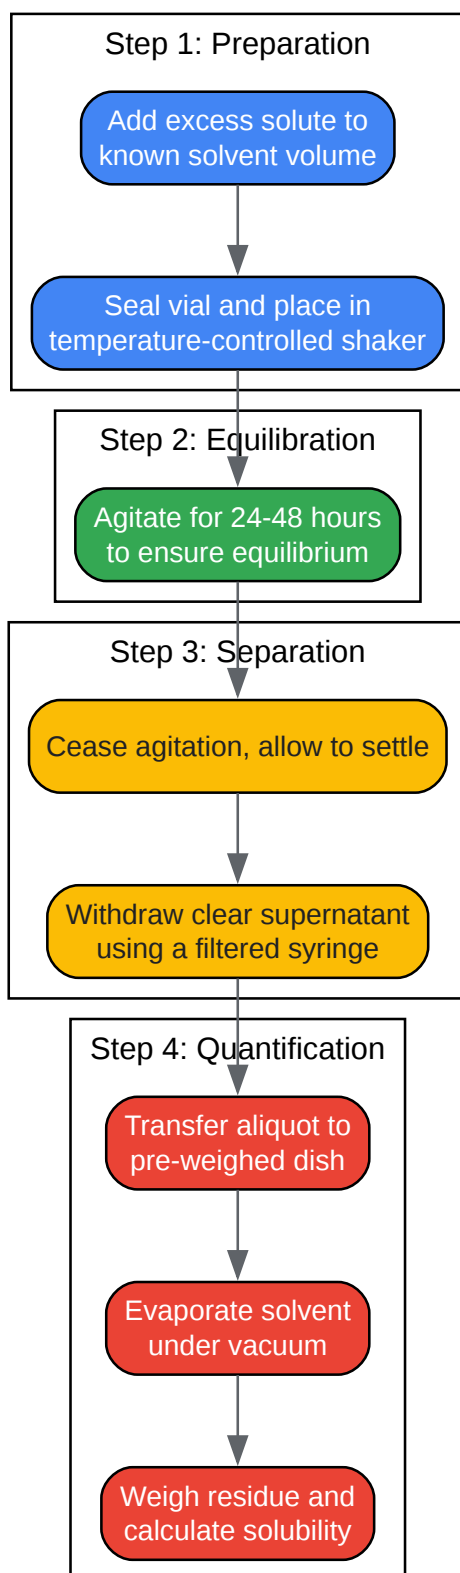 Step 1: Preparation
Add excess solute to
known solvent volume
Seal vial and place in
temperature-controlled shaker
Step 2: Equilibration
Agitate for 24-48 hours
to ensure equilibrium
Step 3: Separation
Cease agitation, allow to settle
Withdraw clear supernatant
using a filtered syringe
Step 4: Quantification
Transfer aliquot to
pre-weighed dish
Evaporate solvent
under vacuum
Weigh residue and
calculate solubility